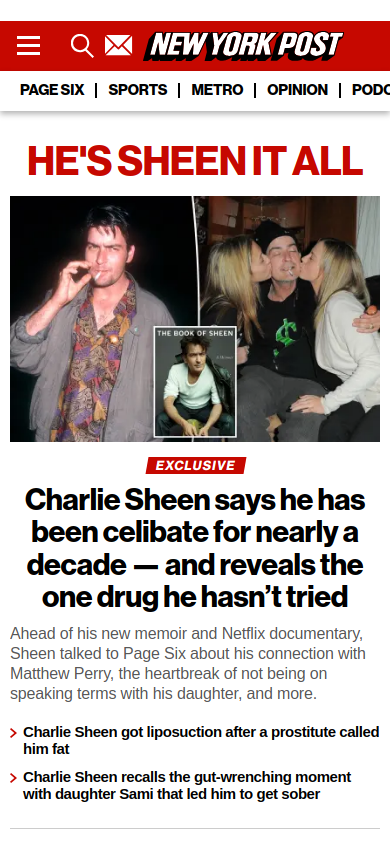 NEW YORK POST
PAGE SIX | SPORTS | METRO | OPINION | PODC
HE'S SHEEN IT ALL
THE BOOK OF SHEEN
a Memoir
EXCLUSIVE
Charlie Sheen says he has
been celibate for nearly a
decade — and reveals the
one drug he hasn’t tried
Ahead of his new memoir and Netflix documentary,
Sheen talked to Page Six about his connection with
Matthew Perry, the heartbreak of not being on
speaking terms with his daughter, and more.
Charlie Sheen got liposuction after a prostitute called
him fat
Charlie Sheen recalls the gut-wrenching moment
with daughter Sami that led him to get sober